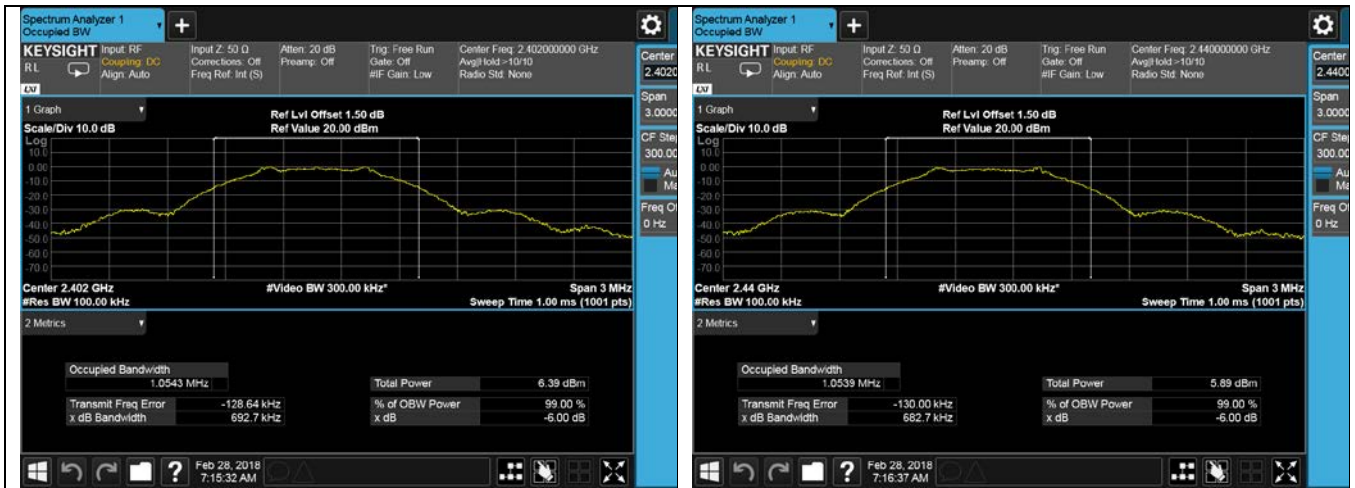 Spectrum Analyzer 1
Occupied BW
+
KEYSIGHT
RL
LXI
Input: RF
Coupling: DC
Align: Auto
Input Z: 50 Ω
Corrections: Off
Freq Ref: Int (S)
Atten: 20 dB
Preamp: Off
Trig: Free Run
Gate: Off
#IF Gain: Low
Center Freq: 2.402000000 GHz
Avg|Hold:>10/10
Radio Std: None
Center
2.4020
Span
3.0000
CF Ste
300.00
Au
Ma
Freq Of
0 Hz
1 Graph
Scale/Div 10.0 dB
Ref Lvl Offset 1.50 dB
Ref Value 20.00 dBm
Log
10.0
0.00
-10.0
-20.0
-30.0
-40.0
-50.0
-60.0
-70.0
Center 2.402 GHz
#Video BW 300.00 kHz*
Span 3 MHz
#Res BW 100.00 kHz
Sweep Time 1.00 ms (1001 pts)
2 Metrics
Occupied Bandwidth
1.0543 MHz
Total Power 6.39 dBm
Transmit Freq Error -128.64 kHz
% of OBW Power 99.00 %
x dB Bandwidth 692.7 kHz
x dB -6.00 dB
?
Feb 28, 2018
7:15:32 AM
Spectrum Analyzer 1
Occupied BW
+
KEYSIGHT
RL
LXI
Input: RF
Coupling: DC
Align: Auto
Input Z: 50 Ω
Corrections: Off
Freq Ref: Int (S)
Atten: 20 dB
Preamp: Off
Trig: Free Run
Gate: Off
#IF Gain: Low
Center Freq: 2.440000000 GHz
Avg|Hold:>10/10
Radio Std: None
Center
2.4400
Span
3.0000
CF Ste
300.00
Au
Ma
Freq Of
0 Hz
1 Graph
Scale/Div 10.0 dB
Ref Lvl Offset 1.50 dB
Ref Value 20.00 dBm
Log
10.0
0.00
-10.0
-20.0
-30.0
-40.0
-50.0
-60.0
-70.0
Center 2.44 GHz
#Video BW 300.00 kHz*
Span 3 MHz
#Res BW 100.00 kHz
Sweep Time 1.00 ms (1001 pts)
2 Metrics
Occupied Bandwidth
1.0539 MHz
Total Power 5.89 dBm
Transmit Freq Error -130.00 kHz
% of OBW Power 99.00 %
x dB Bandwidth 682.7 kHz
x dB -6.00 dB
?
Feb 28, 2018
7:16:37 AM